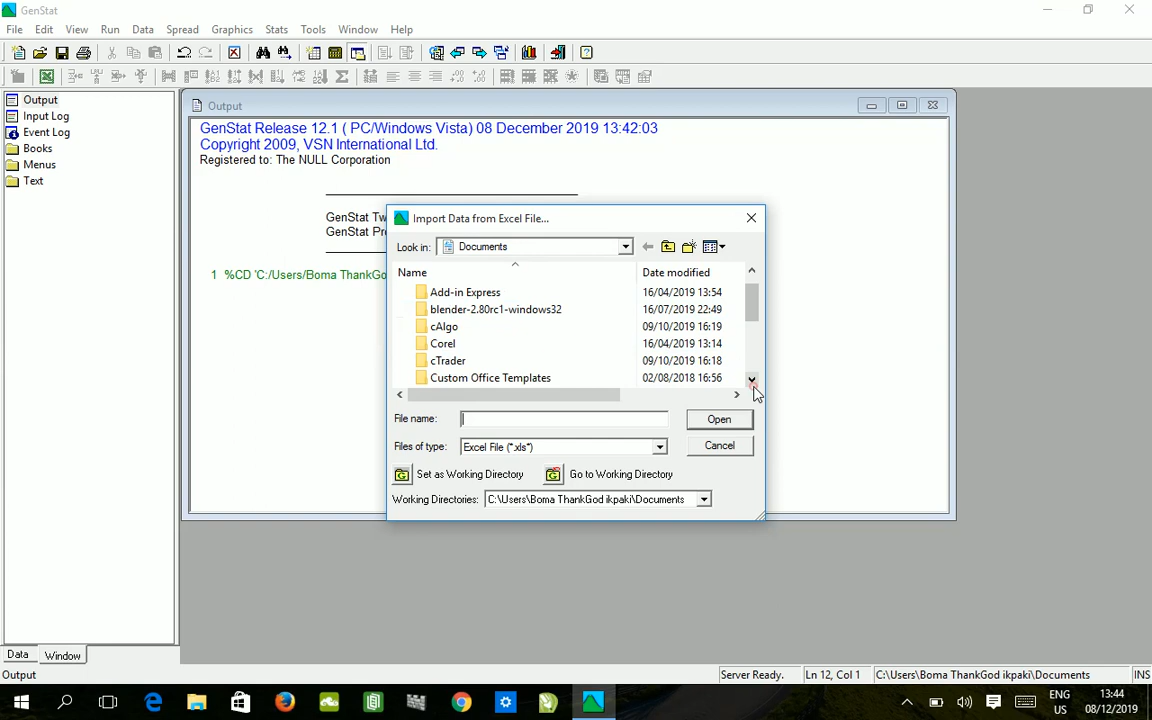 GenStat
File Edit View Run Data Spread Graphics Stats Tools Window Help
Output
Input Log
Event Log
Books
Menus
Text
Output
GenStat Release 12.1 ( PC/Windows Vista) 08 December 2019 13:42:03
Copyright 2009, VSN International Ltd.
Registered to: The NULL Corporation
GenStat Tw
GenStat Pr
1 %CD 'C:/Users/Boma ThankGo
Import Data from Excel File...
Look in: Documents
Name Date modified
Add-in Express 16/04/2019 13:54
blender-2.80rc1-windows32 16/07/2019 22:49
cAlgo 09/10/2019 16:19
Corel 16/04/2019 13:14
cTrader 09/10/2019 16:18
Custom Office Templates 02/08/2018 16:56
File name: Open
Files of type: Excel File (*.xls*) Cancel
Set as Working Directory Go to Working Directory
Working Directories: C:\Users\Boma ThankGod ikpaki\Documents
Data Window
Output Server Ready. Ln 12, Col 1 C:\Users\Boma ThankGod ikpaki\Documents INS
ENG 13:44
US 08/12/2019